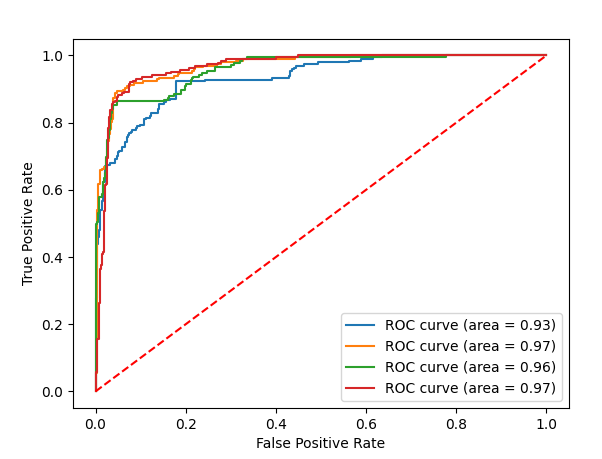 1.0
0.8
0.6
0.4
0.2
0.0
True Positive Rate
ROC curve (area = 0.93)
ROC curve (area = 0.97)
ROC curve (area = 0.96)
ROC curve (area = 0.97)
0.0 0.2 0.4 0.6 0.8 1.0
False Positive Rate